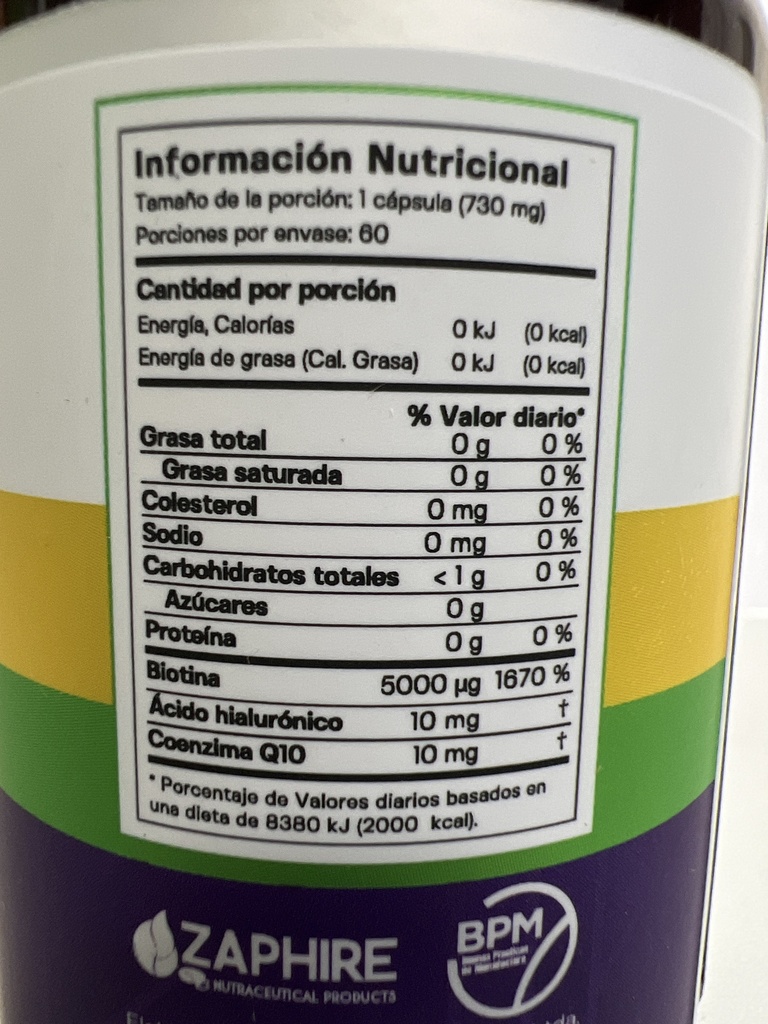 Información Nutricional
Tamaño de la porción: 1 cápsula (730 mg)
Porciones por envase: 60
Cantidad por porción
Energía, Calorías 0 kJ (0 kcal)
Energía de grasa (Cal. Grasa) 0 kJ (0 kcal)
% Valor diario*
Grasa total 0 g 0 %
Grasa saturada 0 g 0 %
Colesterol 0 mg 0 %
Sodio 0 mg 0 %
Carbohidratos totales <1 g 0 %
Azúcares 0 g
Proteína 0 g 0 %
Biotina 5000 µg 1670 %
Ácido hialurónico 10 mg †
Coenzima Q10 10 mg †
* Porcentaje de Valores diarios basados en
una dieta de 8380 kJ (2000 kcal).
ZAPHIRE
NUTRACEUTICAL PRODUCTS
BPM
Buenas Prácticas
de Manufactura